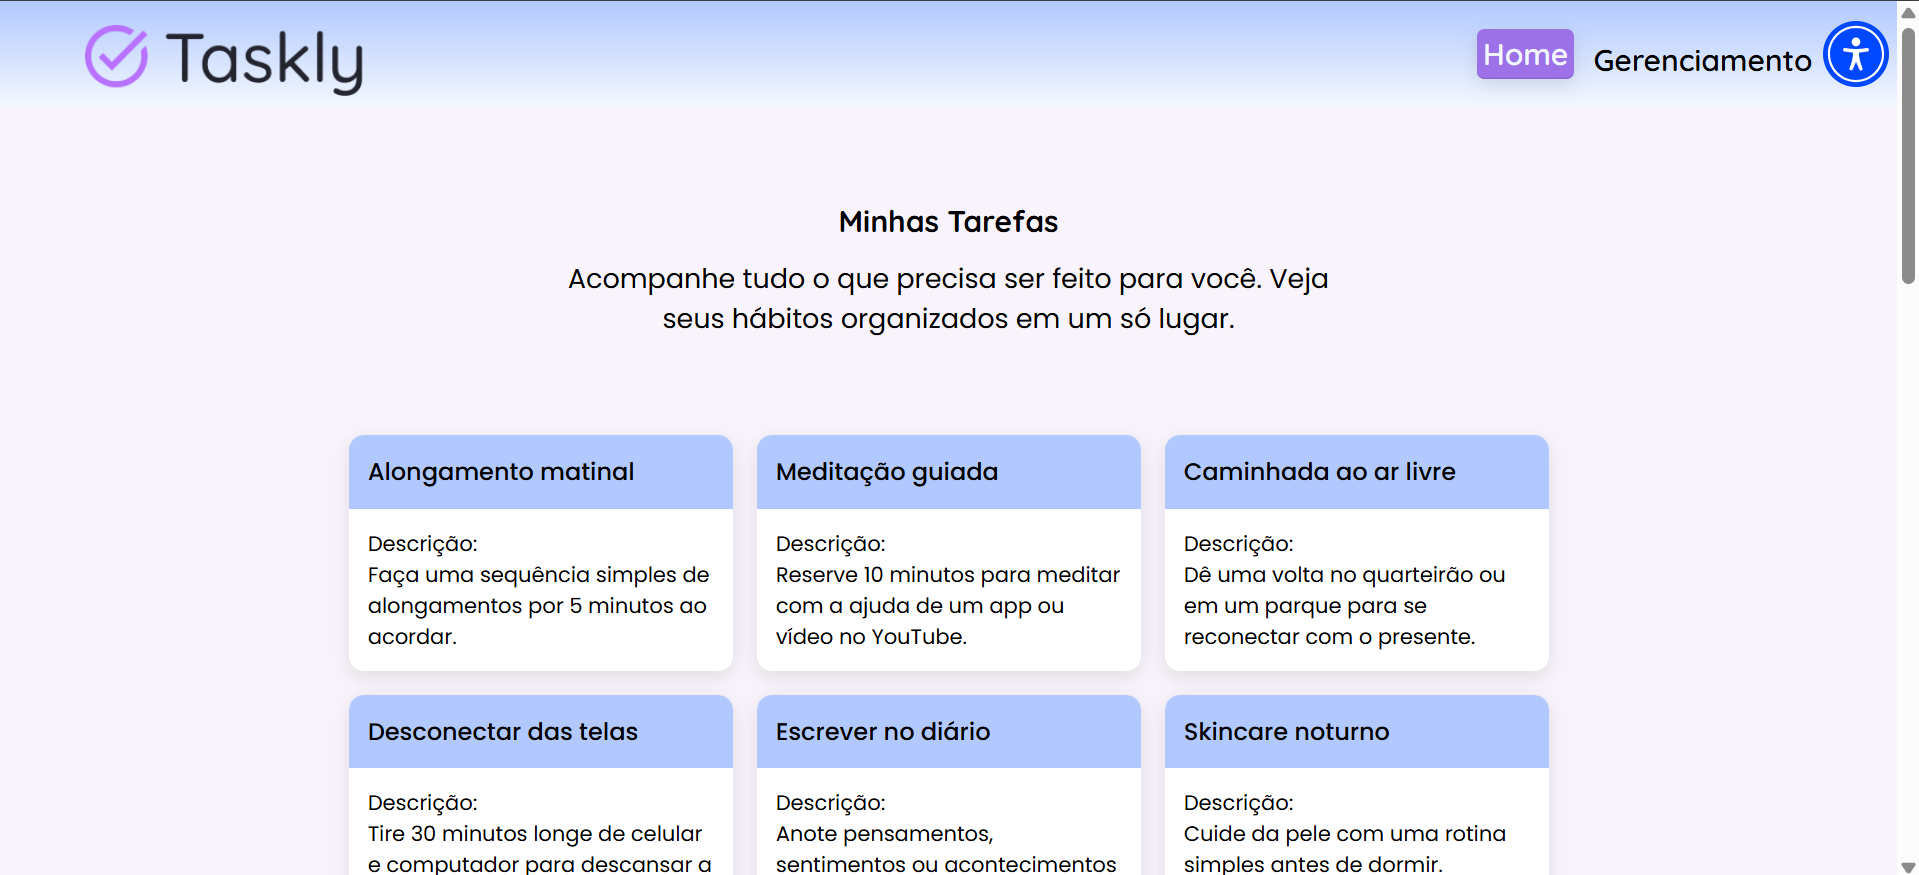 Taskly
Home
Gerenciamento
Minhas Tarefas
Acompanhe tudo o que precisa ser feito para você. Veja
seus hábitos organizados em um só lugar.
Alongamento matinal
Descrição:
Faça uma sequência simples de
alongamentos por 5 minutos ao
acordar.
Meditação guiada
Descrição:
Reserve 10 minutos para meditar
com a ajuda de um app ou
vídeo no YouTube.
Caminhada ao ar livre
Descrição:
Dê uma volta no quarteirão ou
em um parque para se
reconectar com o presente.
Desconectar das telas
Descrição:
Tire 30 minutos longe de celular
e computador para descansar a
Escrever no diário
Descrição:
Anote pensamentos,
sentimentos ou acontecimentos
Skincare noturno
Descrição:
Cuide da pele com uma rotina
simples antes de dormir.